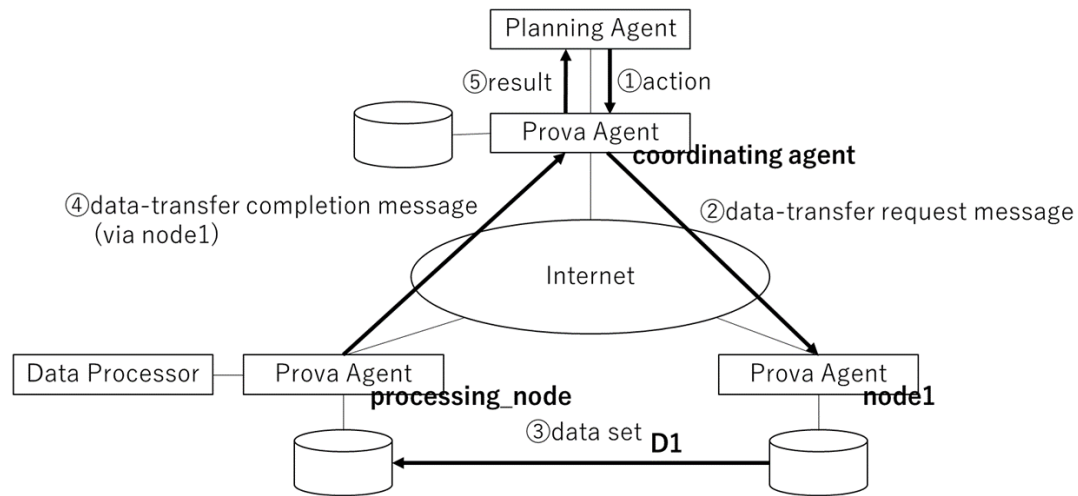 Planning Agent
⑤result
①action
Prova Agent
coordinating agent
④data-transfer completion message
(via node1)
②data-transfer request message
Internet
Data Processor
Prova Agent
processing_node
Prova Agent
node1
③data set D1